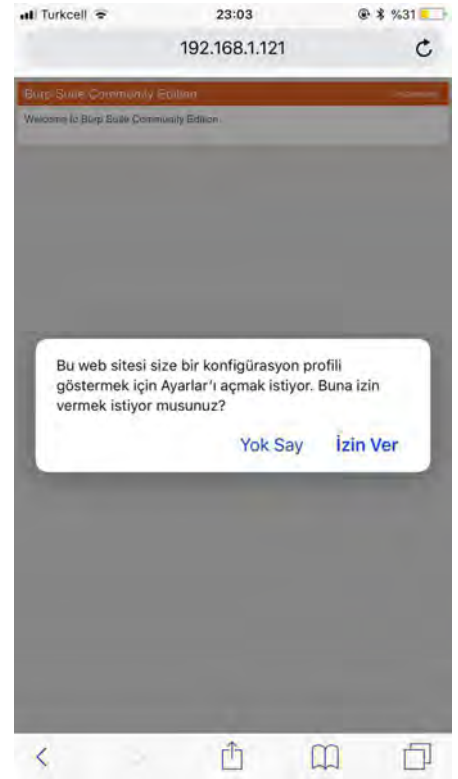 Turkcell 23:03 %31
192.168.1.121
Burp Suite Community Edition
Welcome to Burp Suite Community Edition.
Bu web sitesi size bir konfigürasyon profili
göstermek için Ayarlar'ı açmak istiyor. Buna izin
vermek istiyor musunuz?
Yok Say İzin Ver